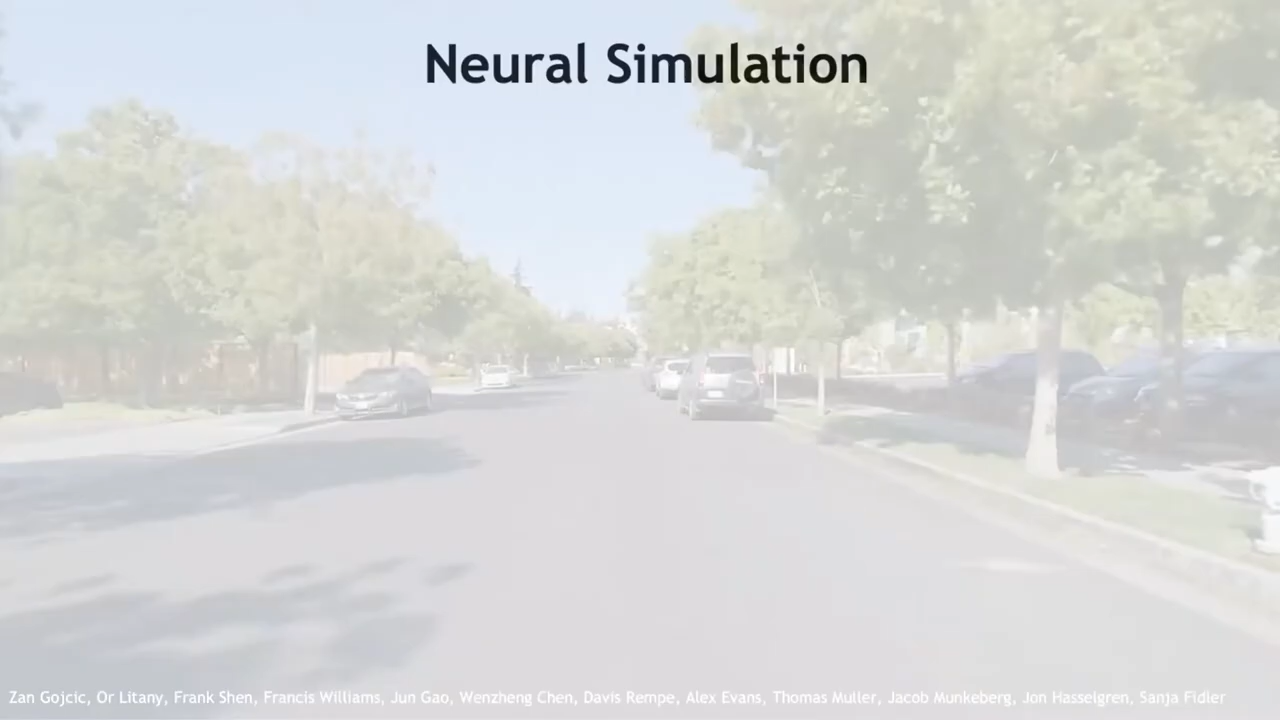 Neural Simulation
Zan Gojcic, Or Litany, Frank Shen, Francis Williams, Jun Gao, Wenzheng Chen, Davis Rempe, Alex Evans, Thomas Muller, Jacob Munkeberg, Jon Hasselgren, Sanja Fidler